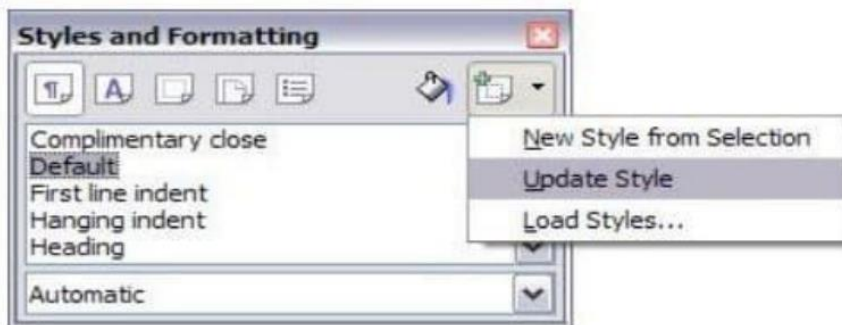 Styles and Formatting
Complimentary close
Default
First line indent
Hanging indent
Heading
Automatic
New Style from Selection
Update Style
Load Styles...